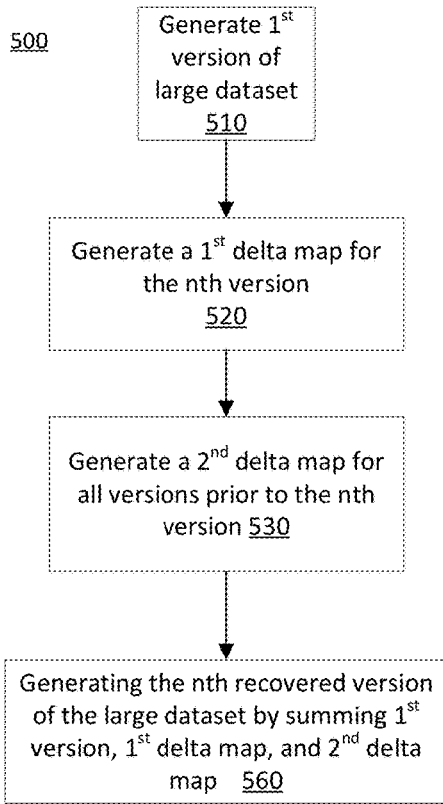 500
Generate 1st
version of
large dataset
510
Generate a 1st delta map for
the nth version
520
Generate a 2nd delta map for
all versions prior to the nth
version 530
Generating the nth recovered version
of the large dataset by summing 1st
version, 1st delta map, and 2nd delta
map 560